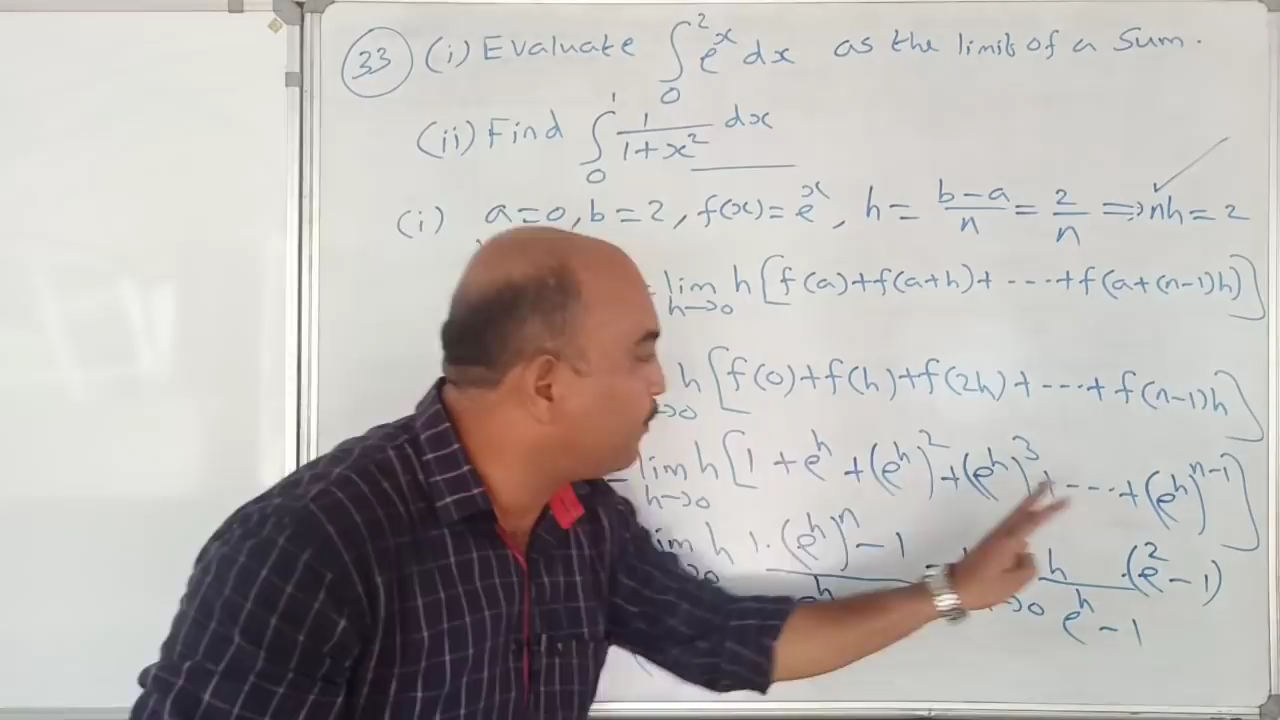 33 (i) Evaluate ∫₀² eˣ dx as the limit of a sum.
(ii) Find ∫₀¹ 1/(1+x²) dx
(i) a=0, b=2, f(x)=eˣ, h = (b-a)/n = 2/n ⇒ nh = 2
lim h→0 h[f(a)+f(a+h)+ ---- +f(a+(n-1)h)]
h[f(0)+f(h)+f(2h)+ ---- + f(n-1)h]
lim h→0 h[1 + eʰ + (eʰ)² + (eʰ)³ + ---- + (eʰ)ⁿ⁻¹]
h 1·(eʰ)ⁿ - 1 / eʰ h / (eʰ - 1) · (e² - 1)